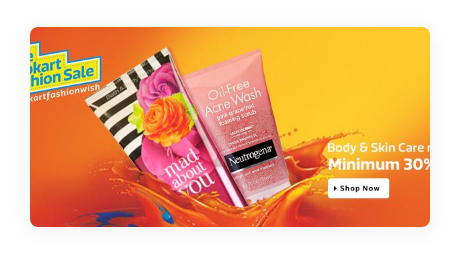 e
okart
hion Sale
kartfashionwish
Oil-Free
Acne Wash
pink grapefruit
foaming scrub
Neutrogena
mad
about
YOU
Body & Skin Care r
Minimum 30%
Shop Now